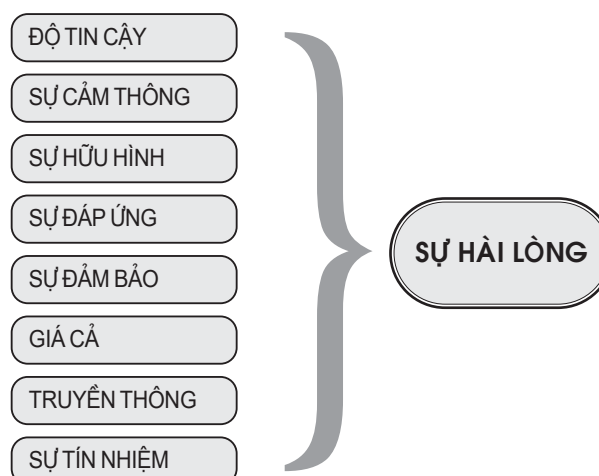 ĐỘ TIN CẬY
SỰ CẢM THÔNG
SỰ HỮU HÌNH
SỰ ĐÁP ỨNG
SỰ ĐẢM BẢO
GIÁ CẢ
TRUYỀN THÔNG
SỰ TÍN NHIỆM
SỰ HÀI LÒNG